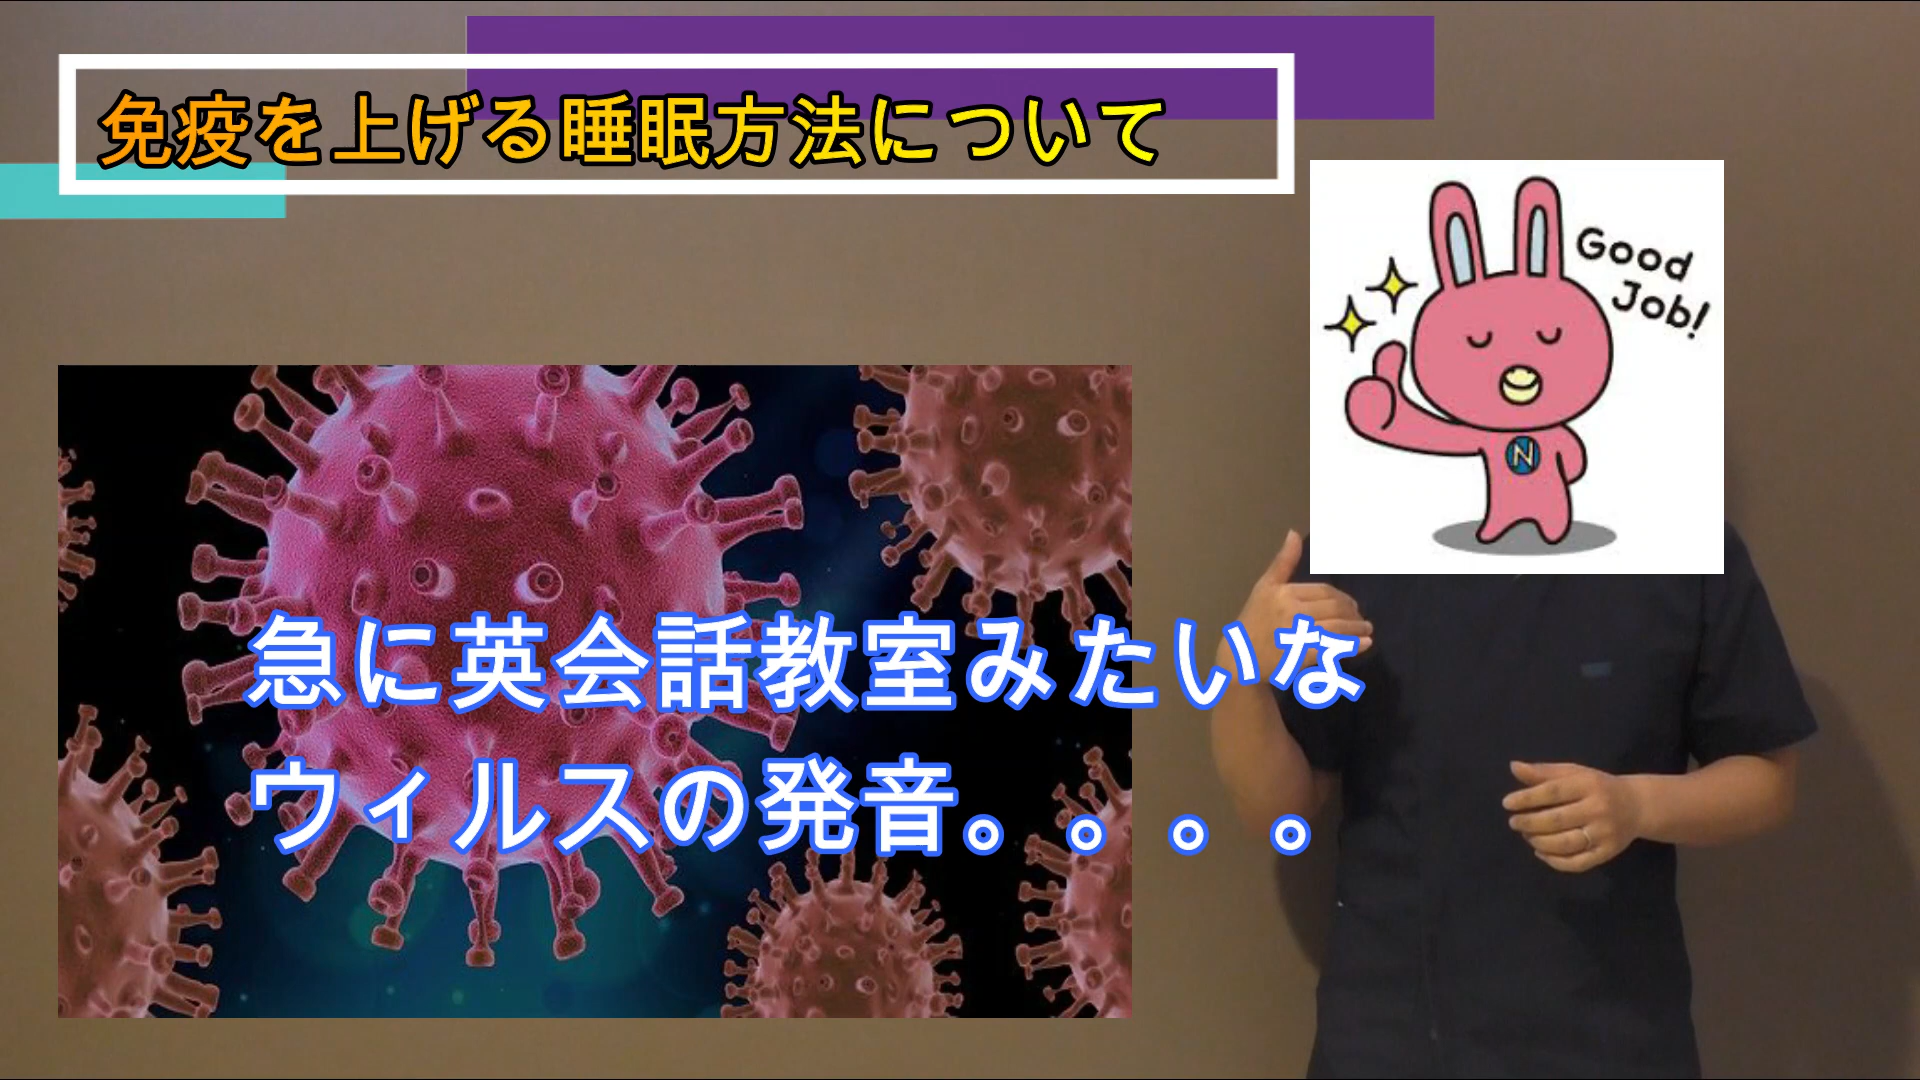 免疫を上げる睡眠方法について
Good
Job!
N
急に英会話教室みたいな
ウィルスの発音。。。。